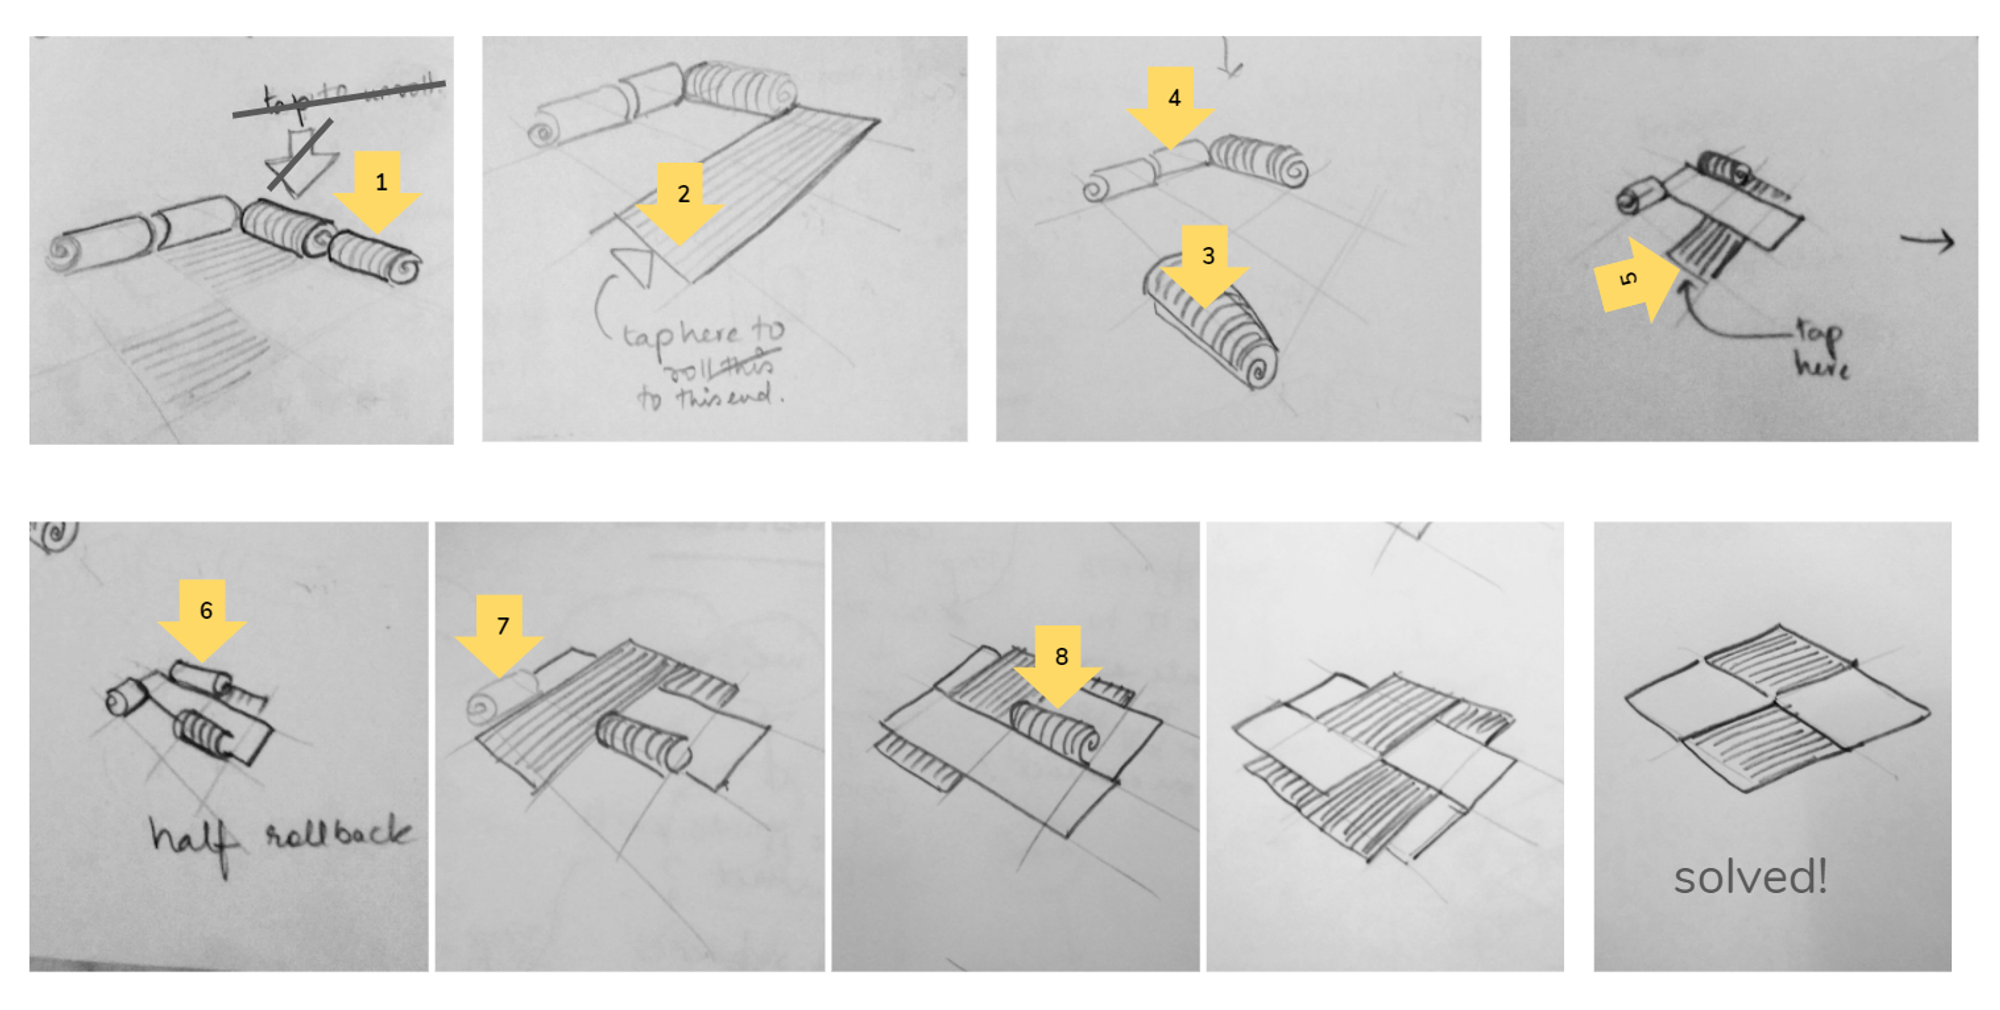 tap to unroll
1
2
tap here to
roll this
to this end.
4
3
5
tap
here
6
half rollback
7
8
solved!